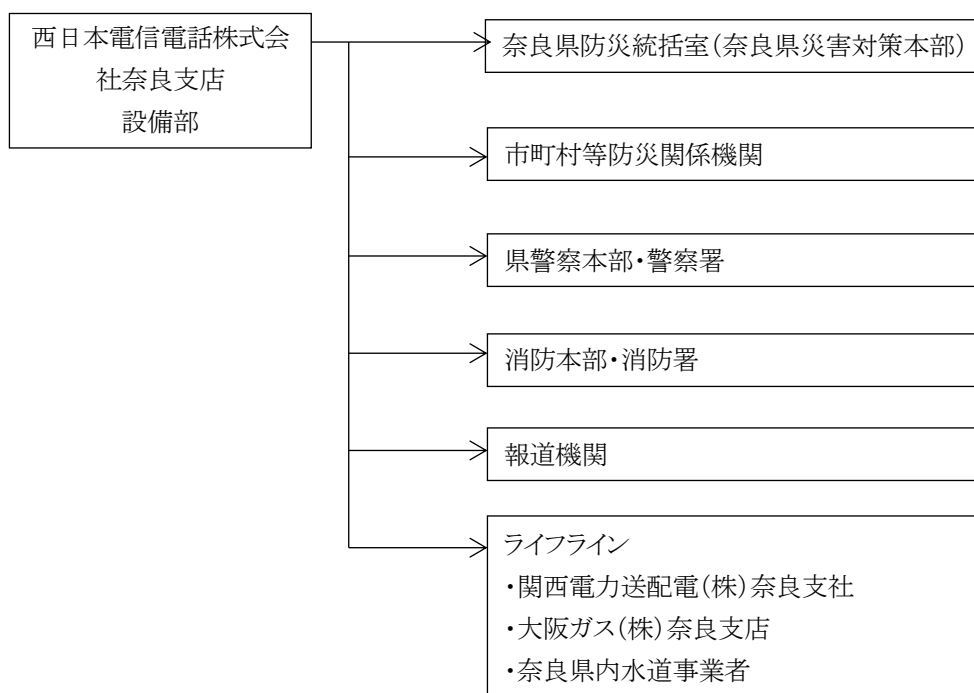 西日本電信電話株式会
社奈良支店
設備部
奈良県防災統括室(奈良県災害対策本部)
市町村等防災関係機関
県警察本部・警察署
消防本部・消防署
報道機関
ライフライン
・関西電力送配電(株)奈良支社
・大阪ガス(株)奈良支店
・奈良県内水道事業者